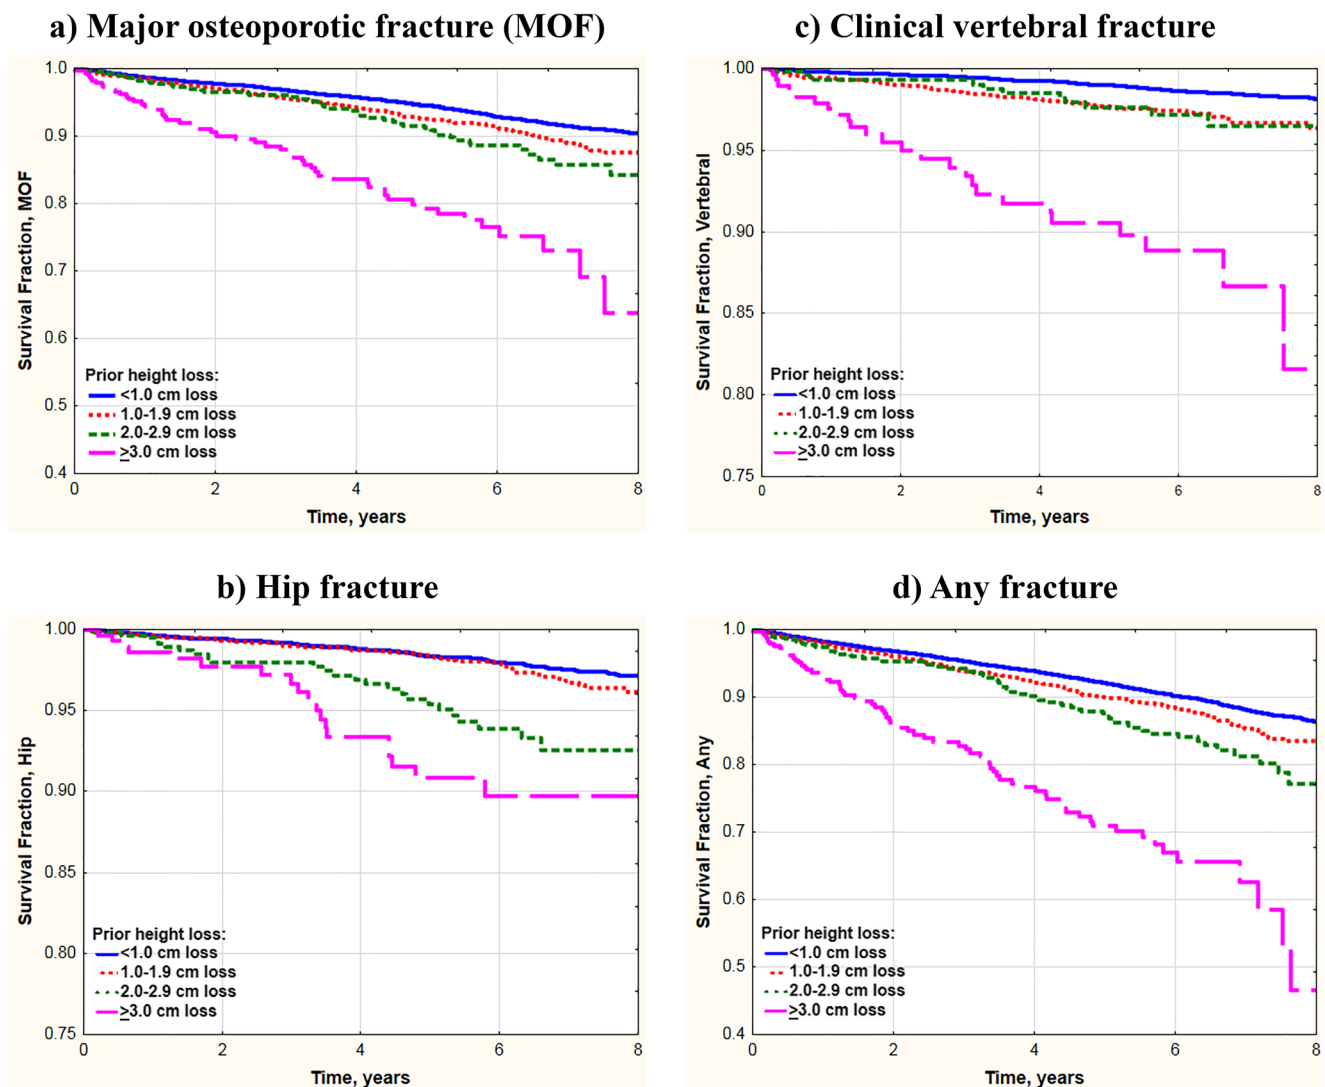 a) Major osteoporotic fracture (MOF)
1.0
0.9
0.8
0.7
0.6
0.5
0.4
Survival Fraction, MOF
Prior height loss:
<1.0 cm loss
1.0-1.9 cm loss
2.0-2.9 cm loss
≥3.0 cm loss
0 2 4 6 8
Time, years
c) Clinical vertebral fracture
1.00
0.95
0.90
0.85
0.80
0.75
Survival Fraction, Vertebral
Prior height loss:
<1.0 cm loss
1.0-1.9 cm loss
2.0-2.9 cm loss
≥3.0 cm loss
0 2 4 6 8
Time, years
b) Hip fracture
1.00
0.95
0.90
0.85
0.80
0.75
Survival Fraction, Hip
Prior height loss:
<1.0 cm loss
1.0-1.9 cm loss
2.0-2.9 cm loss
≥3.0 cm loss
0 2 4 6 8
Time, years
d) Any fracture
1.0
0.9
0.8
0.7
0.6
0.5
0.4
Survival Fraction, Any
Prior height loss:
<1.0 cm loss
1.0-1.9 cm loss
2.0-2.9 cm loss
≥3.0 cm loss
0 2 4 6 8
Time, years